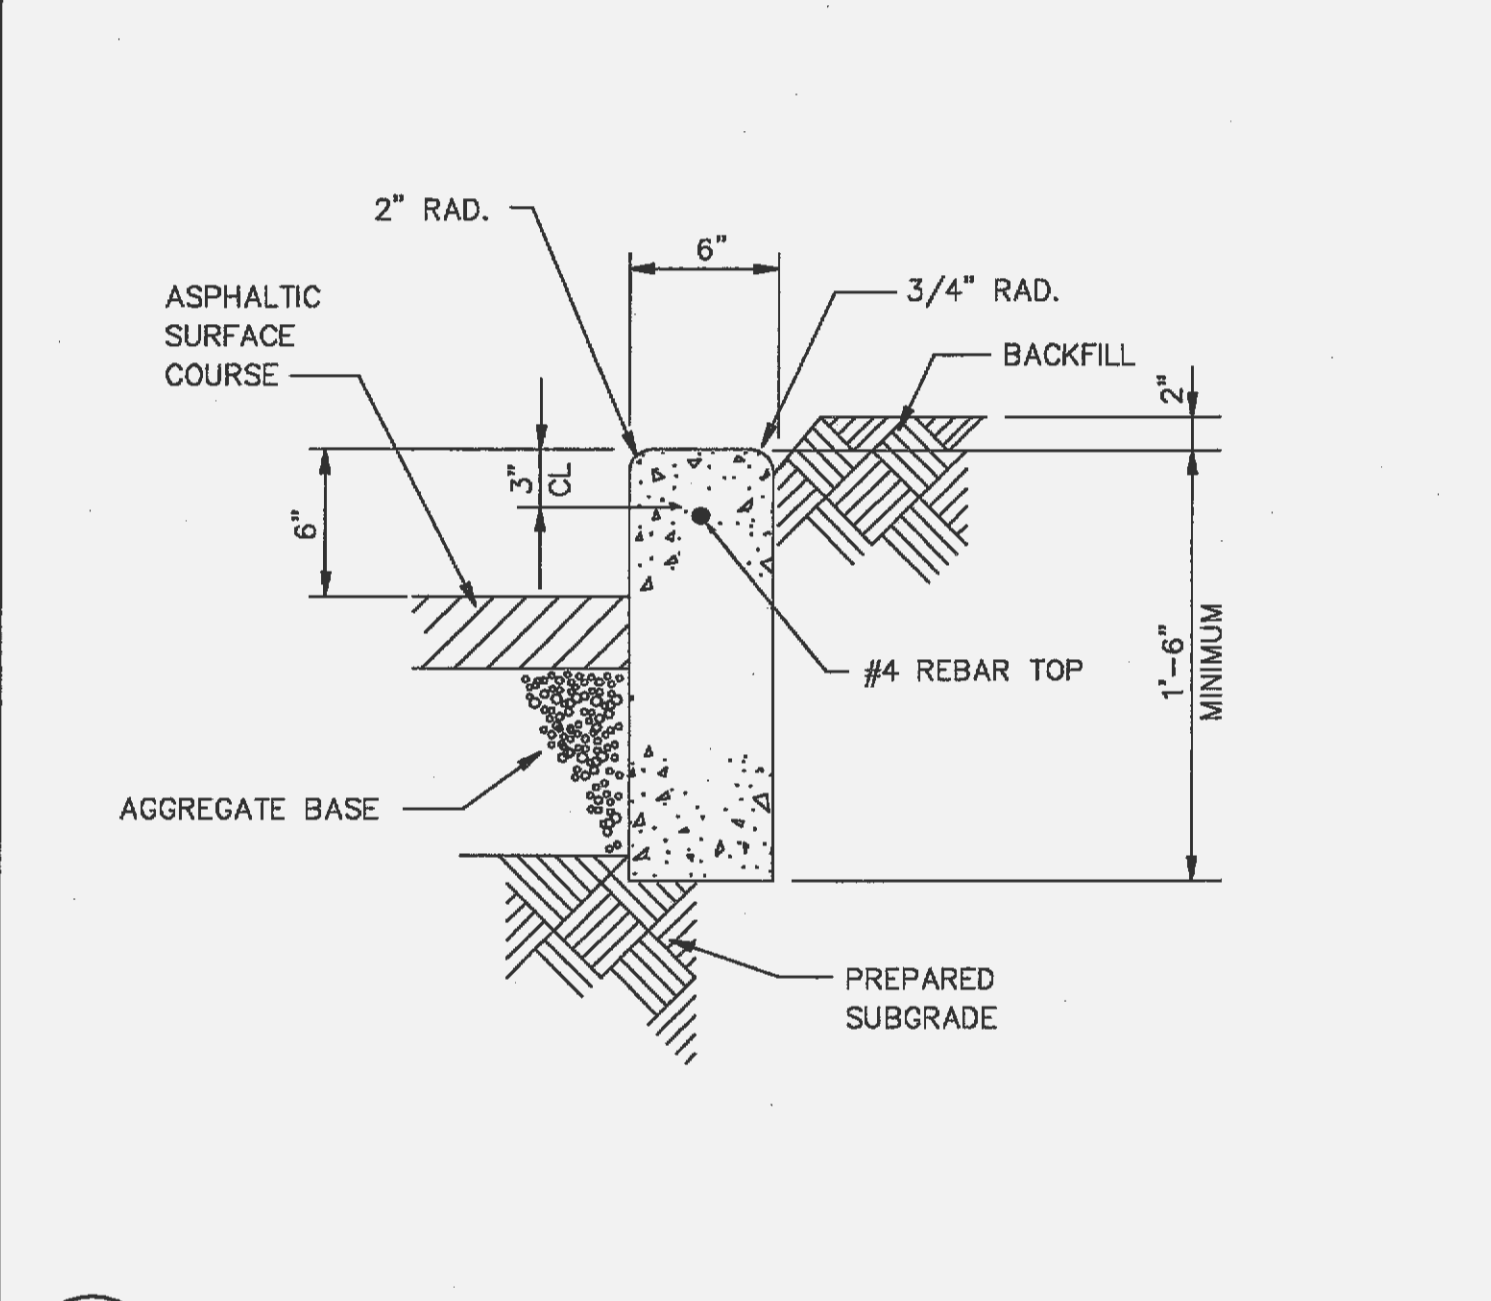 2" RAD.
6"
3/4" RAD.
ASPHALTIC
SURFACE
COURSE
BACKFILL
2"
3"
CL
6"
#4 REBAR TOP
1'-6"
MINIMUM
AGGREGATE BASE
PREPARED
SUBGRADE